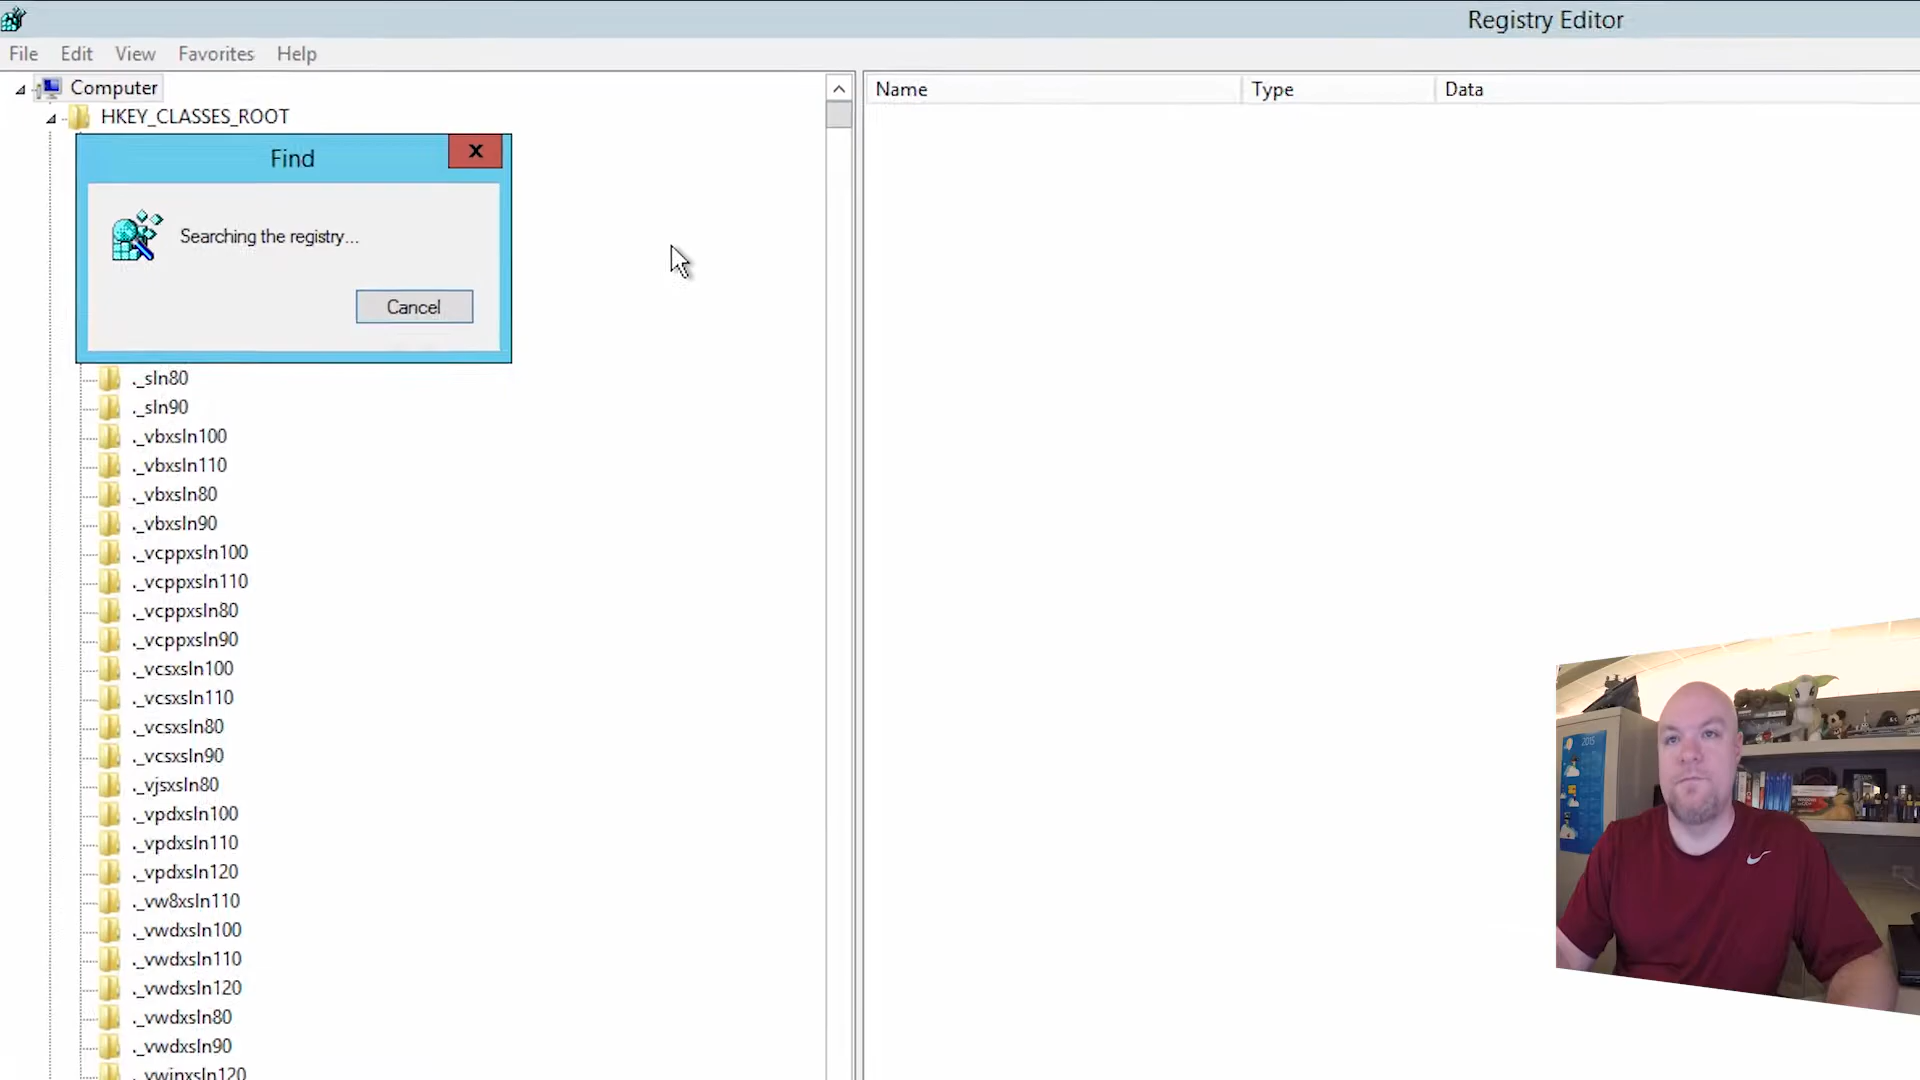 Registry Editor
File Edit View Favorites Help
Computer
Name Type Data
HKEY_CLASSES_ROOT
Find
X
Searching the registry...
Cancel
._sln80
._sln90
._vbxsln100
._vbxsln110
._vbxsln80
._vbxsln90
._vcppxsln100
._vcppxsln110
._vcppxsln80
._vcppxsln90
._vcsxsln100
._vcsxsln110
._vcsxsln80
._vcsxsln90
._vjsxsln80
._vpdxsln100
._vpdxsln110
._vpdxsln120
._vw8xsln110
._vwdxsln100
._vwdxsln110
._vwdxsln120
._vwdxsln80
._vwdxsln90
._vwinxsln120
2015